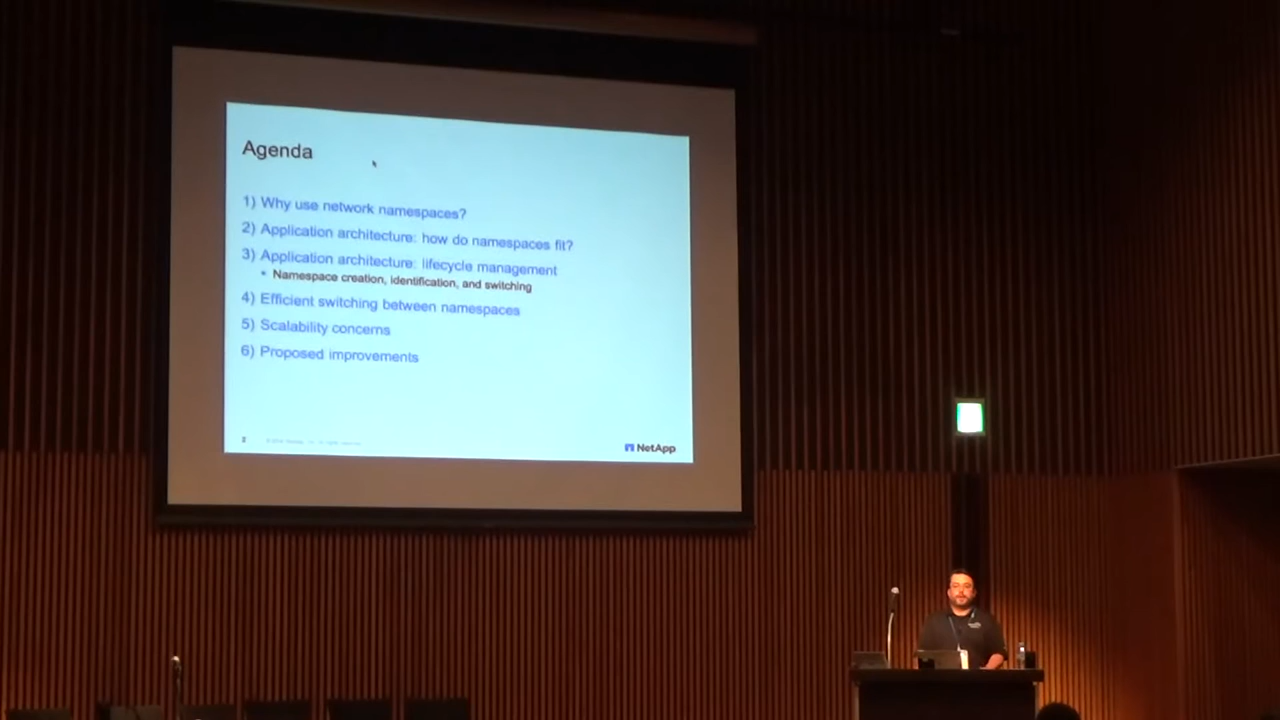 Agenda
1) Why use network namespaces?
2) Application architecture: how do namespaces fit?
3) Application architecture: lifecycle management
• Namespace creation, identification, and switching
4) Efficient switching between namespaces
5) Scalability concerns
6) Proposed improvements
2
NetApp